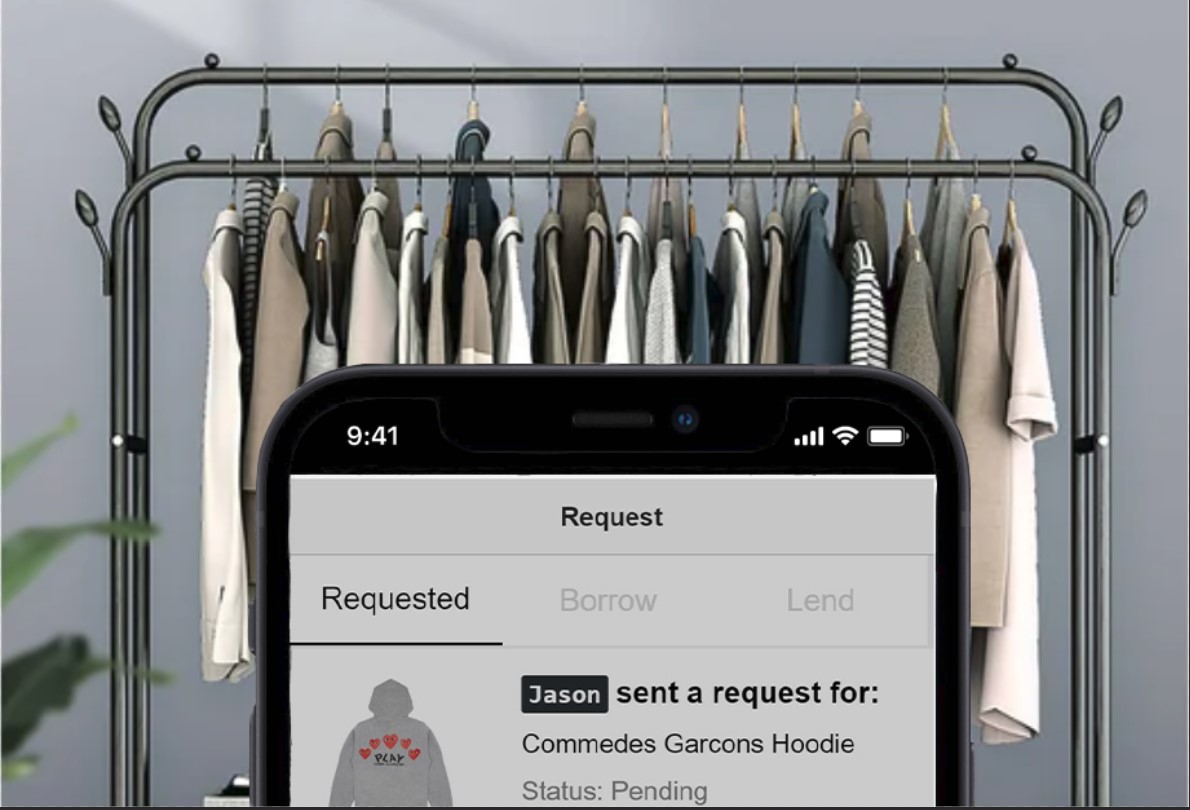 9:41
Request
Requested Borrow Lend
Jason sent a request for:
PLAY
Commedes Garcons Hoodie
Status: Pending